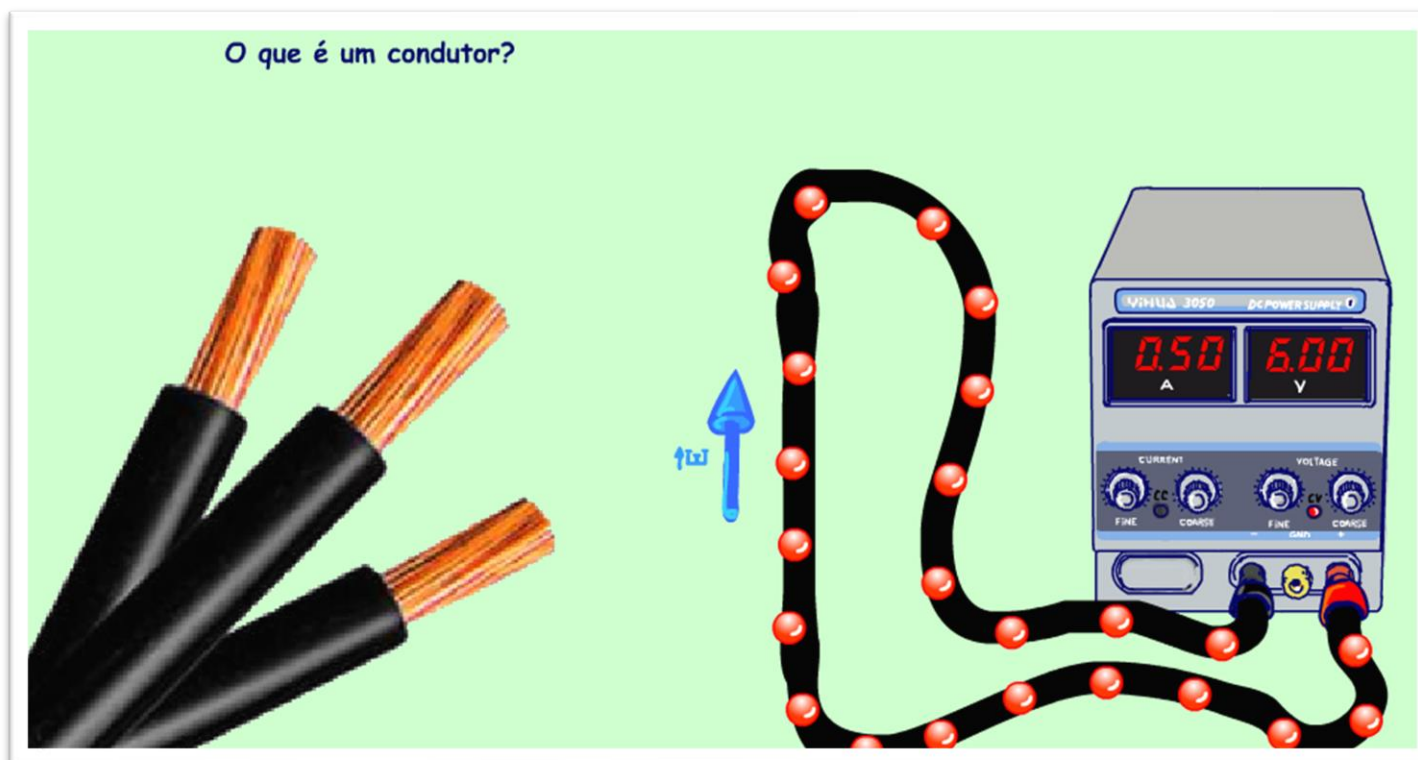 O que é um condutor?
YiHUA 3050 DC POWER SUPPLY
0.50 6.00
A V
CURRENT VOLTAGE
CC CV
FINE COARSE FINE COARSE
- GND +